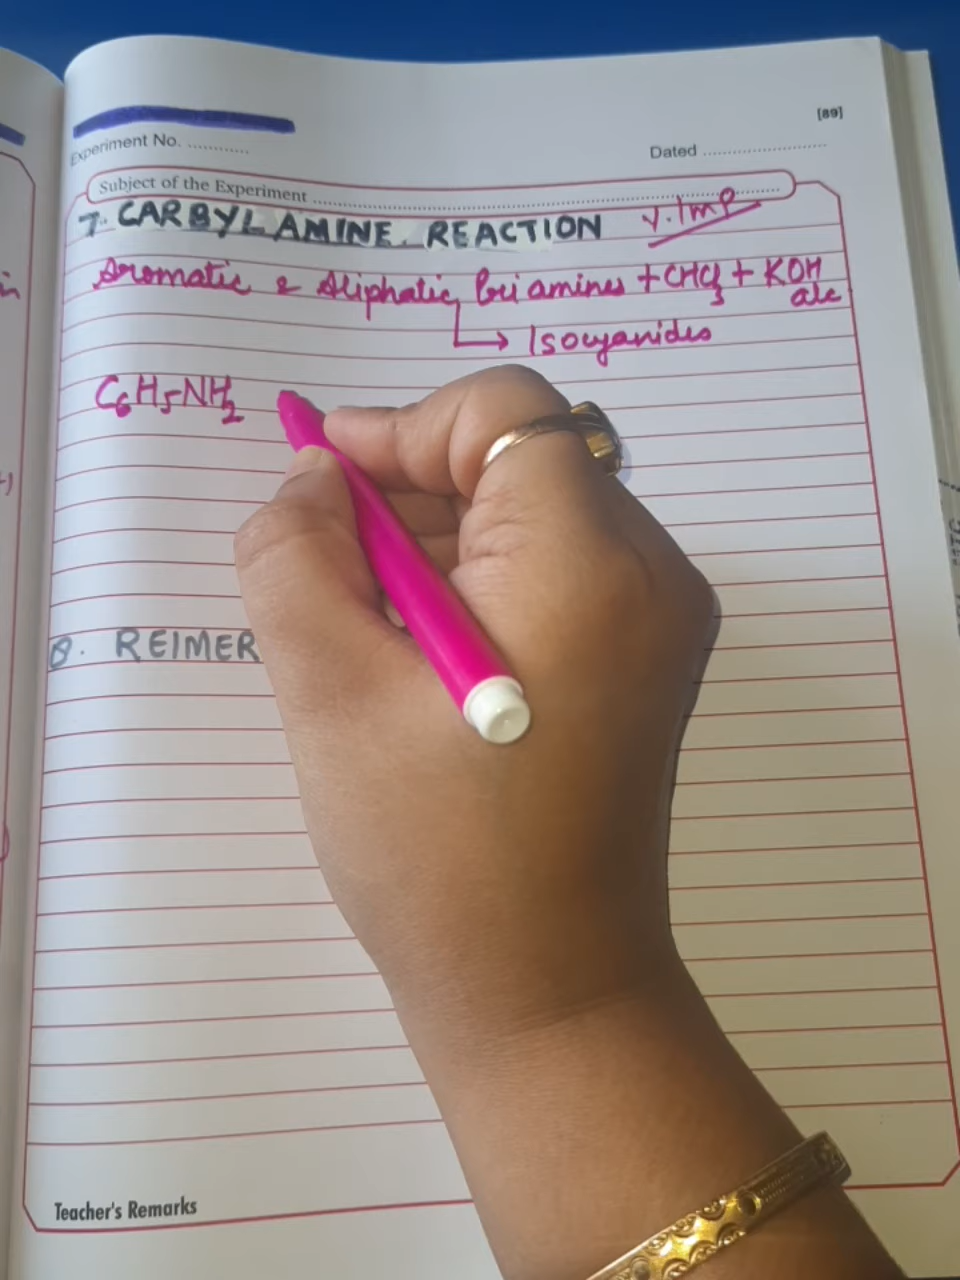 [89]
Experiment No. ............
Dated ........................
Subject of the Experiment ........................
7. CARBYLAMINE. REACTION V.Imp
Aromatic & Aliphatic pri amines + CHCl3 + KOH
alc
Isocyanides
C6H5NH2
8. REIMER
Teacher's Remarks